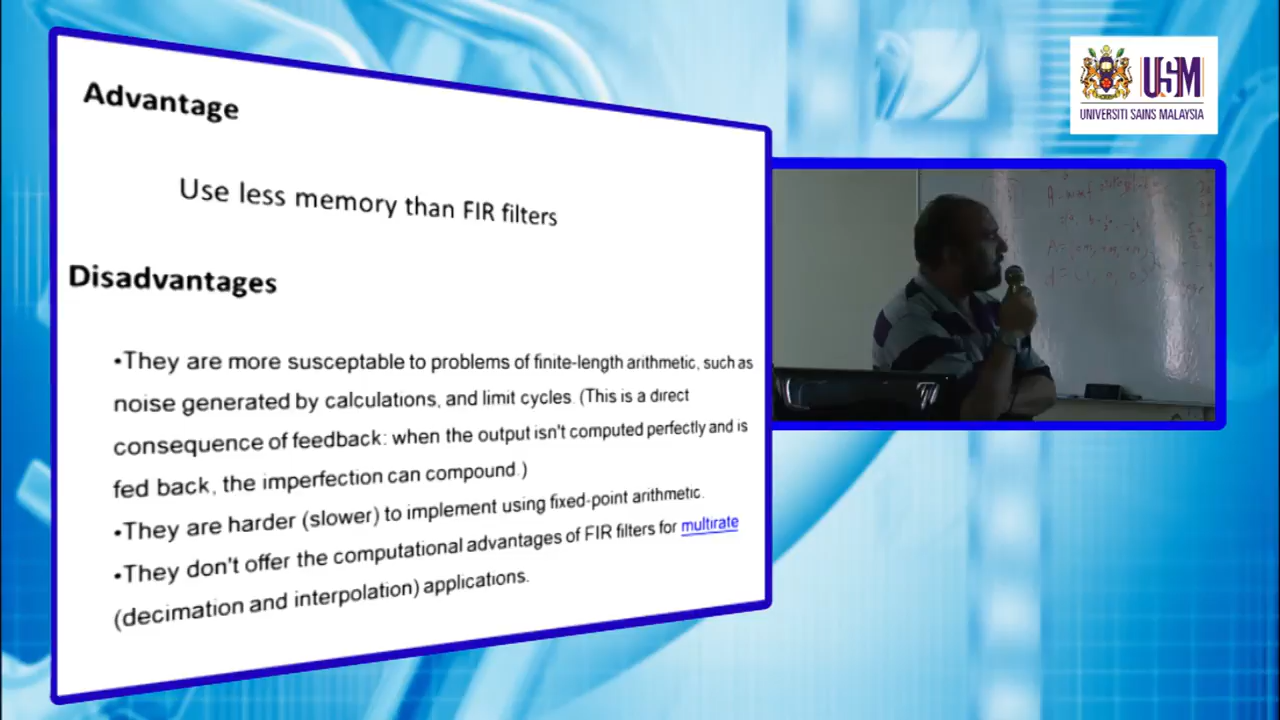 Advantage
Use less memory than FIR filters
Disadvantages
•They are more susceptable to problems of finite-length arithmetic, such as
noise generated by calculations, and limit cycles. (This is a direct
consequence of feedback: when the output isn't computed perfectly and is
fed back, the imperfection can compound.)
•They are harder (slower) to implement using fixed-point arithmetic.
•They don't offer the computational advantages of FIR filters for multirate
(decimation and interpolation) applications.
USM
UNIVERSITI SAINS MALAYSIA